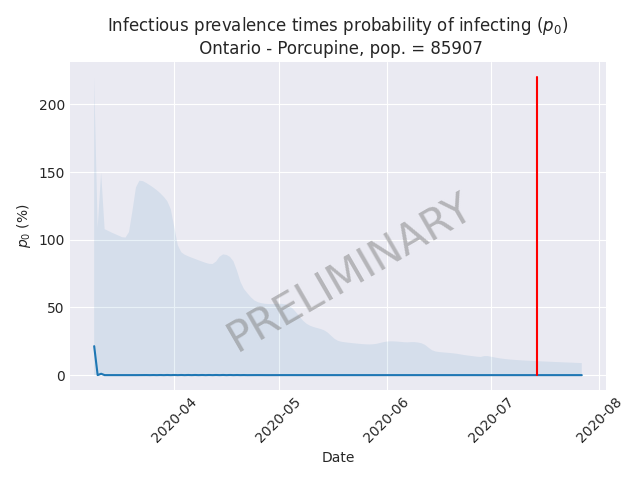 Infectious prevalence times probability of infecting (p₀)
Ontario - Porcupine, pop. = 85907
200
150
100
50
0
p₀ (%)
PRELIMINARY
2020-04
2020-05
2020-06
2020-07
2020-08
Date